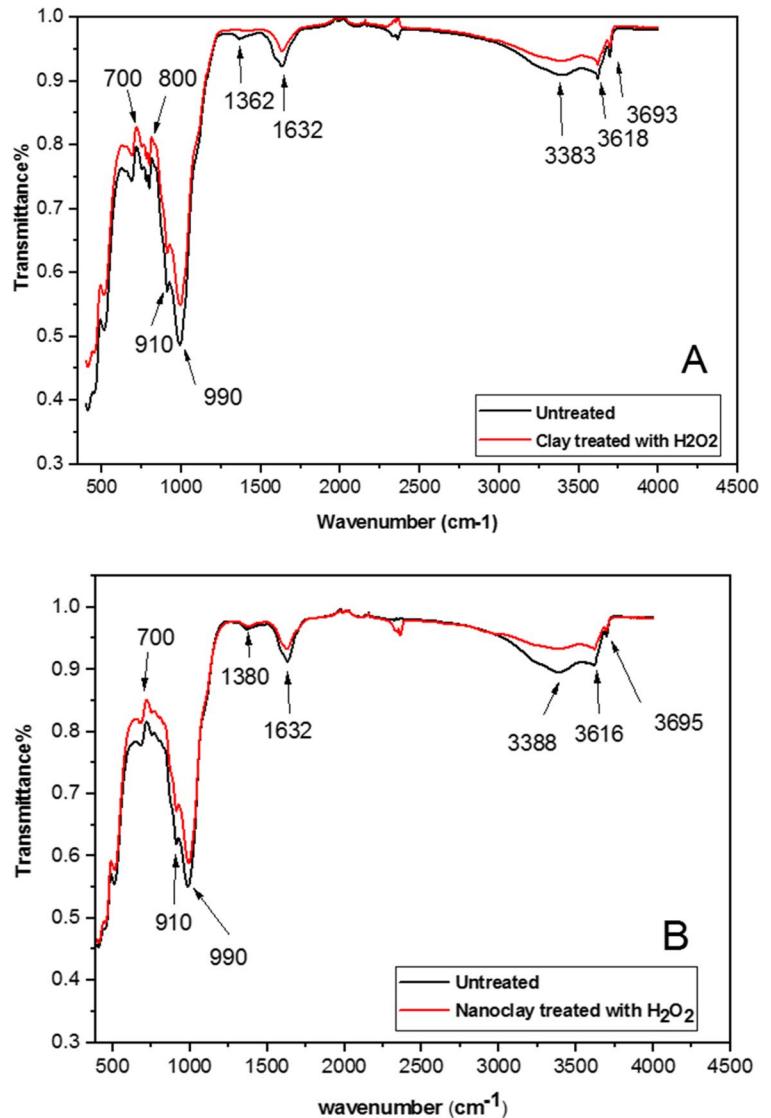 1.0
0.9
0.8
0.7
0.6
0.5
0.4
0.3
Transmittance%
700
800
1362
1632
3383
3618
3693
910
990
A
Untreated
Clay treated with H2O2
500 1000 1500 2000 2500 3000 3500 4000 4500
Wavenumber (cm-1)
1.0
0.9
0.8
0.7
0.6
0.5
0.4
0.3
Transmittance%
700
1380
1632
3388
3616
3695
910
990
B
Untreated
Nanoclay treated with H₂O₂
500 1000 1500 2000 2500 3000 3500 4000 4500
wavenumber (cm⁻¹)